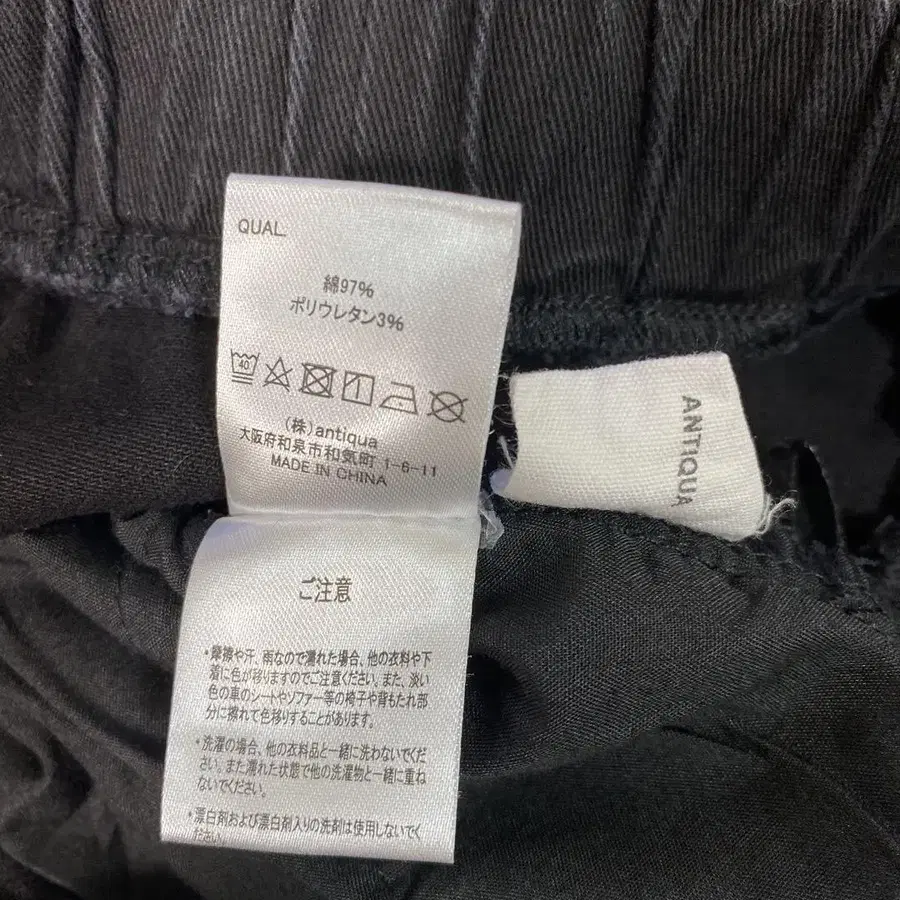 QUAL.
綿97%
ポリウレタン3%
40
(株)antiqua
大阪府和泉市和気町 1-6-11
MADE IN CHINA
ANTIQUA
ご注意
・摩擦や汗、雨なので濡れた場合、他の衣料や下
着に色が移りますのでご注意ください。また、淡い
色の車のシートやソファー等の椅子や背もたれ部
分に擦れて色移りすることがあります。
・洗濯の場合、他の衣料品と一緒に洗わないでくだ
さい。また濡れた状態で他の洗濯物と一緒に重ね
ないでください。
・漂白剤および漂白剤入りの洗剤は使用しないでく
ださい